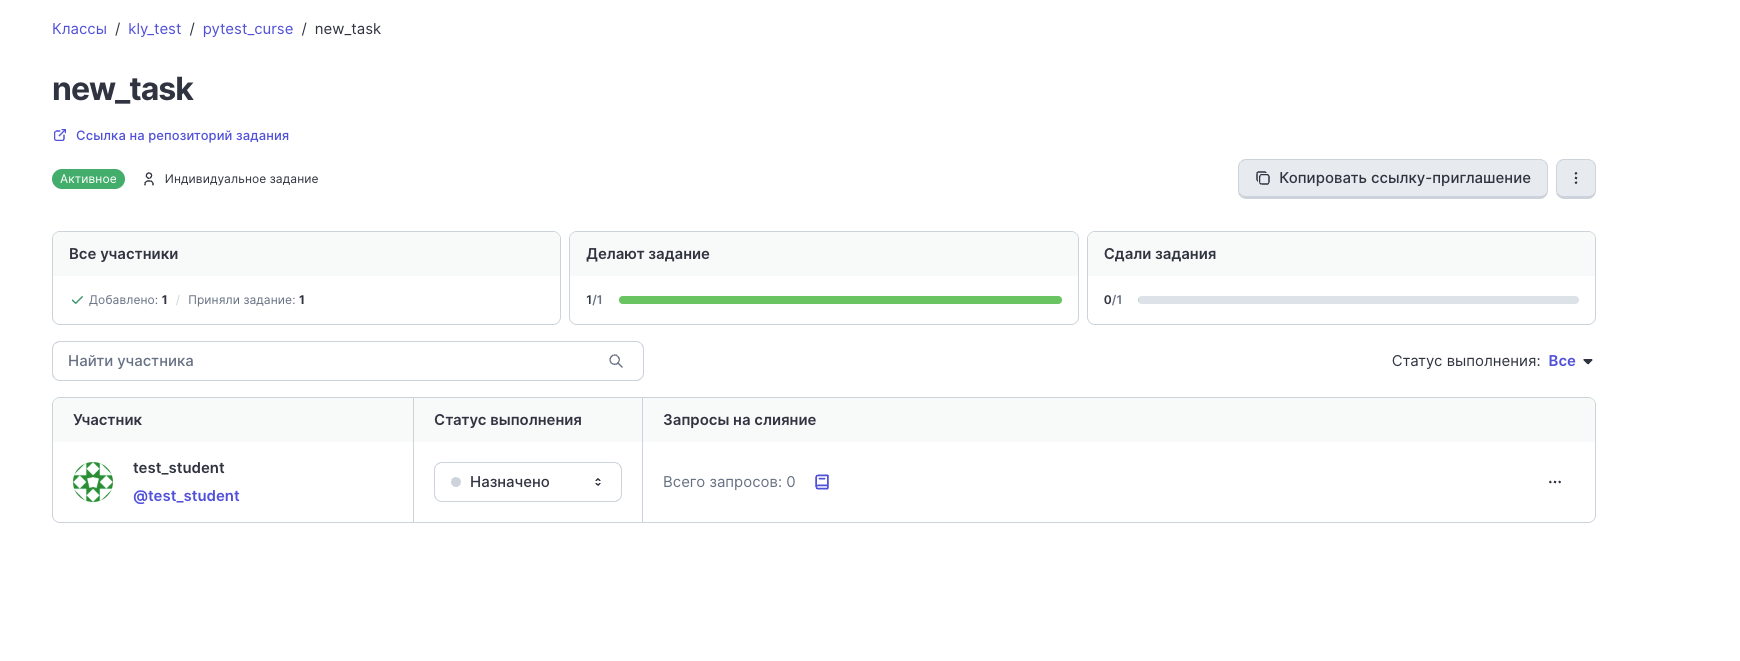 Классы / kly_test / pytest_curse / new_task
new_task
Ссылка на репозиторий задания
Активное Индивидуальное задание
Копировать ссылку-приглашение
Все участники
Добавлено: 1 / Приняли задание: 1
Делают задание
1/1
Сдали задания
0/1
Найти участника
Статус выполнения: Все
Участник Статус выполнения Запросы на слияние
test_student
@test_student
Назначено
Всего запросов: 0